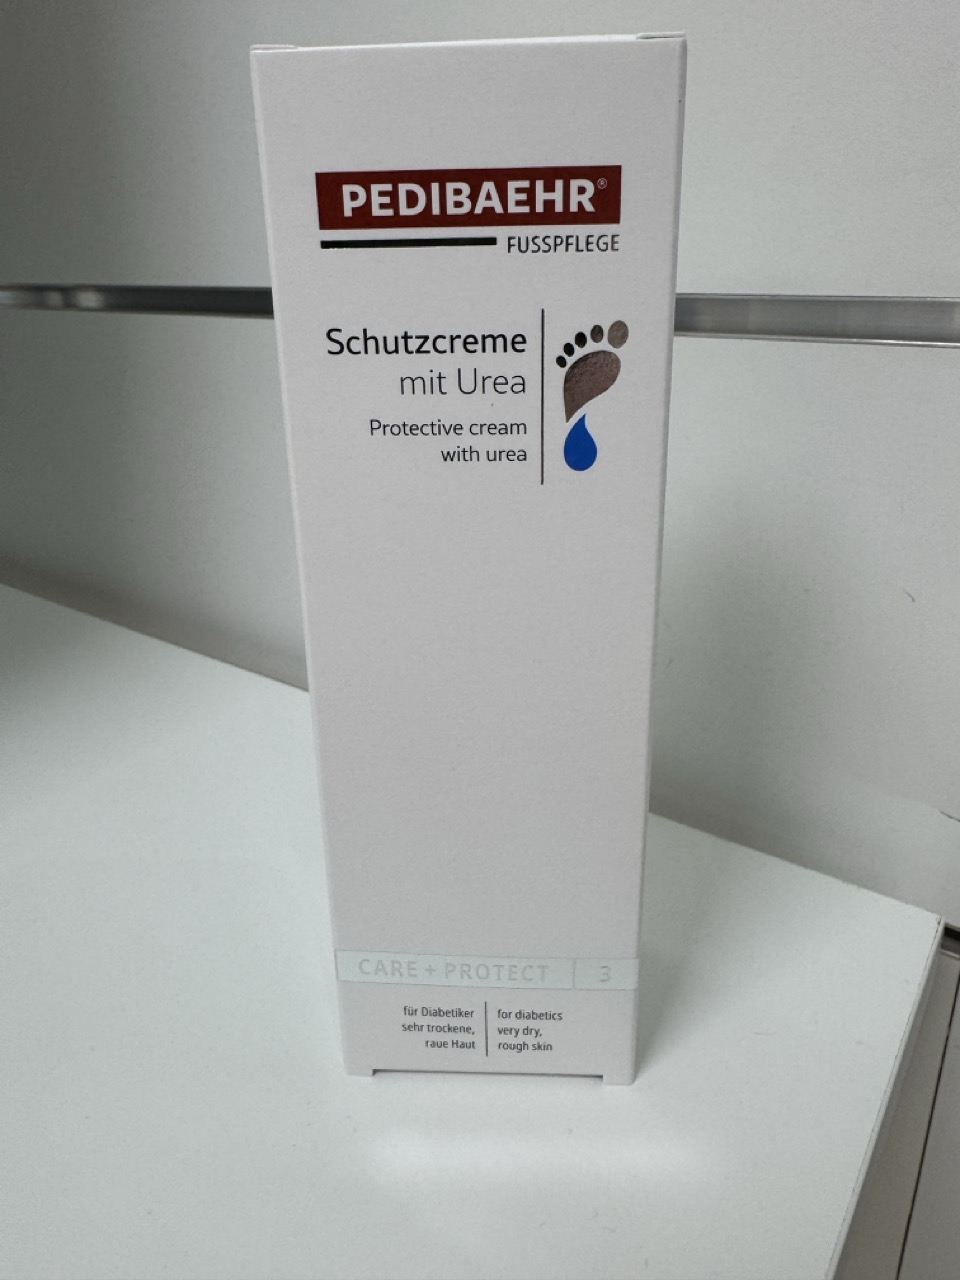 PEDIBAEHR®
FUSSPFLEGE
Schutzcreme
mit Urea
Protective cream
with urea
CARE + PROTECT 3
für Diabetiker
sehr trockene,
raue Haut
for diabetics
very dry,
rough skin